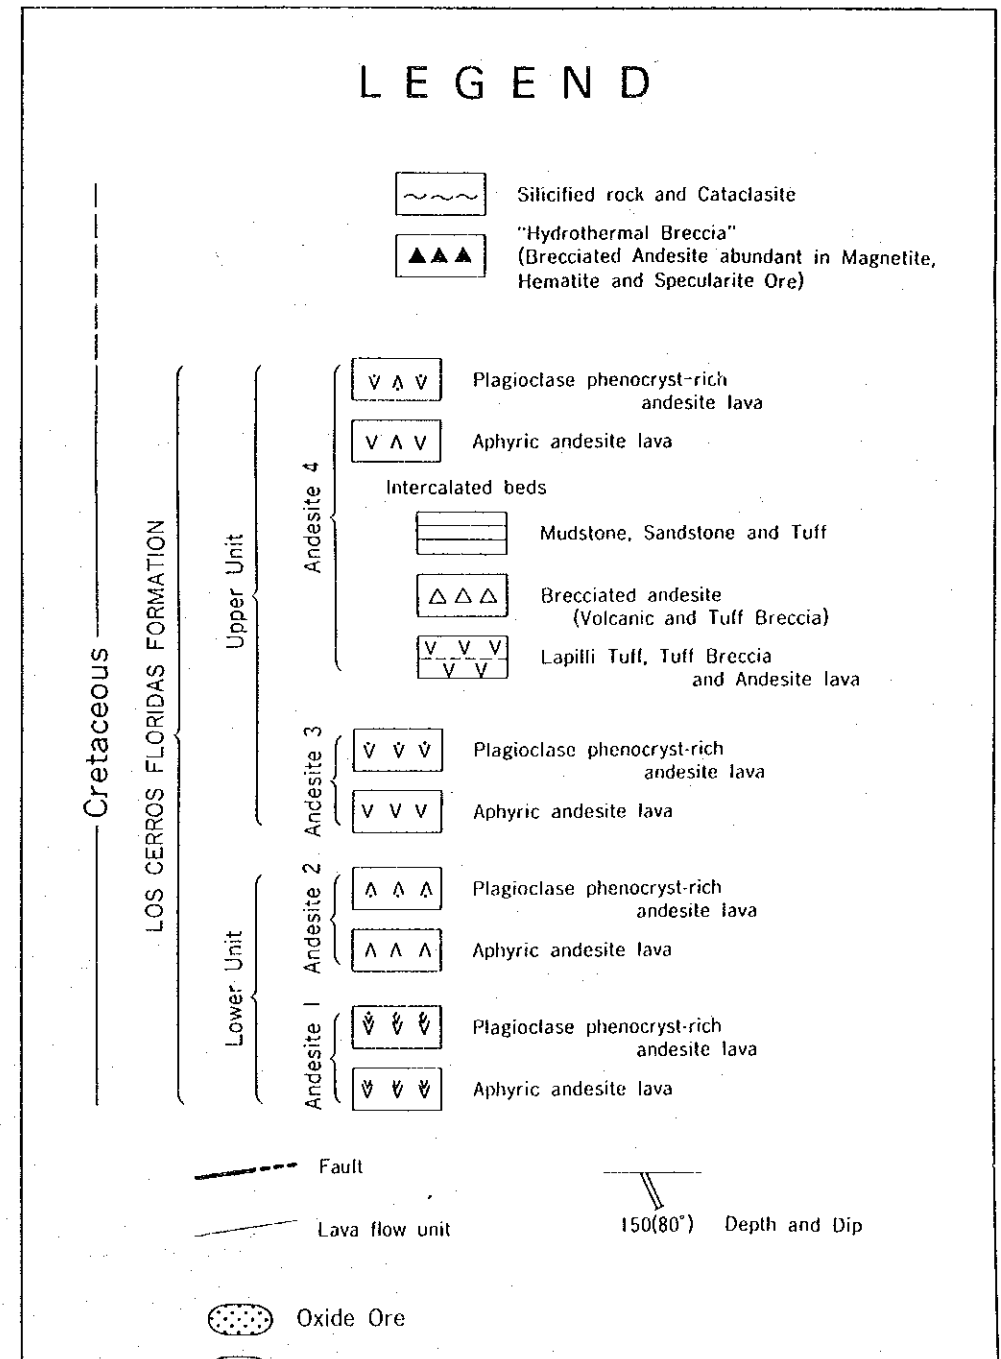 LEGEND
Silicified rock and Cataclasite
"Hydrothermal Breccia"
(Brecciated Andesite abundant in Magnetite,
Hematite and Specularite Ore)
Cretaceous
LOS CERROS FLORIDAS FORMATION
Upper Unit
Andesite 4
Plagioclase phenocryst-rich
andesite lava
Aphyric andesite lava
Intercalated beds
Mudstone, Sandstone and Tuff
Brecciated andesite
(Volcanic and Tuff Breccia)
Lapilli Tuff, Tuff Breccia
and Andesite lava
Andesite 3
Plagioclase phenocryst-rich
andesite lava
Aphyric andesite lava
Lower Unit
Andesite 2
Plagioclase phenocryst-rich
andesite lava
Aphyric andesite lava
Andesite 1
Plagioclase phenocryst-rich
andesite lava
Aphyric andesite lava
Fault
Lava flow unit
150(80°) Depth and Dip
Oxide Ore